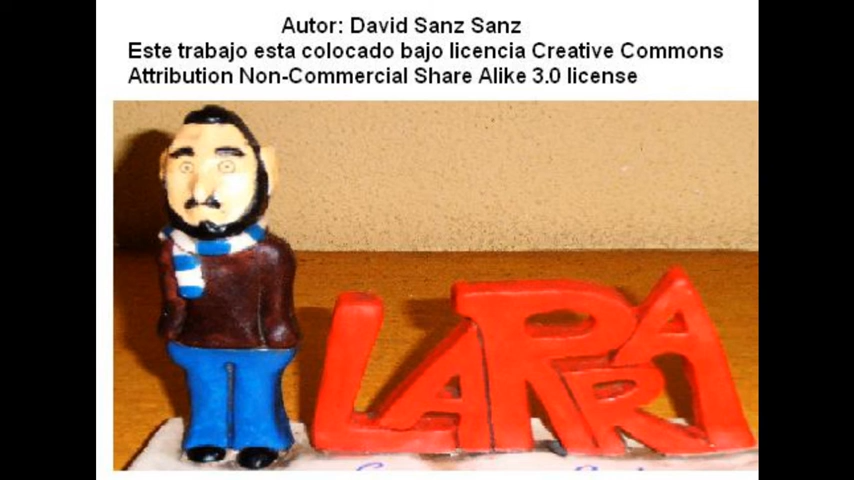 Autor: David Sanz Sanz
Este trabajo esta colocado bajo licencia Creative Commons
Attribution Non-Commercial Share Alike 3.0 license
LARRA